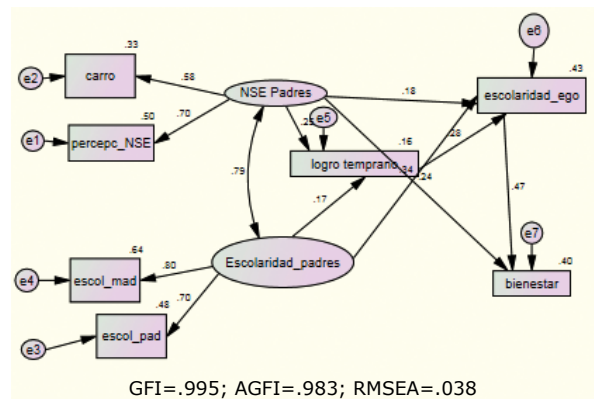 e6
.33
.43
e2
carro
.58
NSE Padres
.18
escolaridad_ego
.50
.70
e5
.16
.28
e1
percepc_NSE
logro temprano
.34
.24
.79
.17
.47
.64
.80
e7
e4
escol_mad
Escolaridad_padres
.40
.48
.70
bienestar
e3
escol_pad
GFI=.995; AGFI=.983; RMSEA=.038